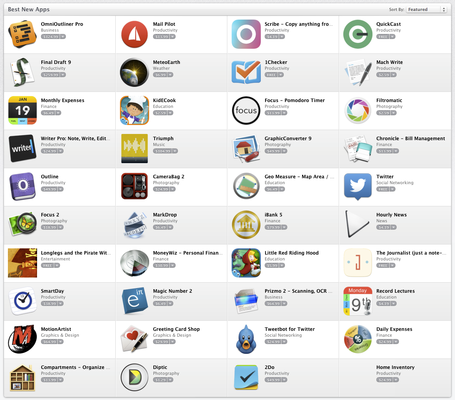 Best New Apps
Sort By: Featured
OmniOutliner Pro
Business
Mail Pilot
Productivity
Scribe - Copy anything fro...
Productivity
QuickCast
Productivity
Final Draft 9
Productivity
MeteoEarth
Weather
1Checker
Productivity
Mach Write
Productivity
Monthly Expenses
Finance
KidECook
Education
Focus - Pomodoro Timer
Productivity
Filtromatic
Photography
Writer Pro: Note, Write, Edit...
Productivity
Triumph
Music
GraphicConverter 9
Photography
Chronicle - Bill Management
Finance
Outline
Productivity
CameraBag 2
Photography
Geo Measure - Map Area / ...
Education
Twitter
Social Networking
Focus 2
Photography
MarkDrop
Productivity
iBank 5
Finance
Hourly News
News
Longlegs and the Pirate Wit...
Entertainment
MoneyWiz - Personal Finan...
Finance
Little Red Riding Hood
Education
The Journalist (just a note-...
Productivity
SmartDay
Productivity
Magic Number 2
Productivity
Prizmo 2 - Scanning, OCR ...
Business
Record Lectures
Education
MotionArtist
Graphics & Design
Greeting Card Shop
Graphics & Design
Tweetbot for Twitter
Social Networking
Daily Expenses
Finance
Compartments - Organize ...
Productivity
Diptic
Photography
2Do
Productivity
Home Inventory
Productivity